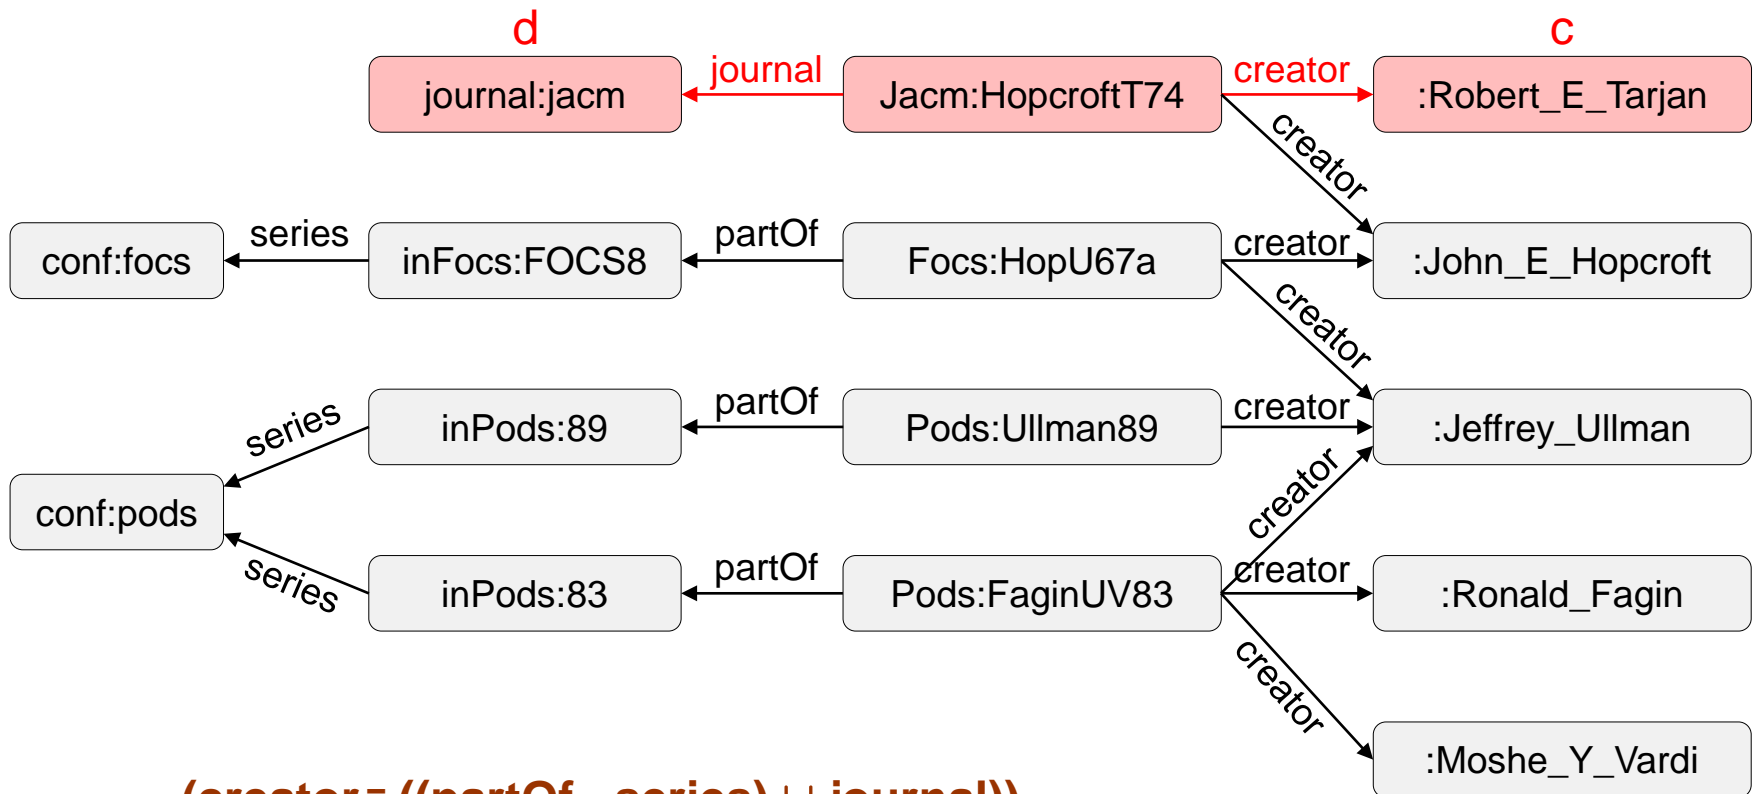 d
c
journal:jacm
journal
Jacm:HopcroftT74
creator
:Robert_E_Tarjan
creator
conf:focs
series
inFocs:FOCS8
partOf
Focs:HopU67a
creator
:John_E_Hopcroft
creator
series
inPods:89
partOf
Pods:Ullman89
creator
:Jeffrey_Ullman
conf:pods
creator
series
inPods:83
partOf
Pods:FaginUV83
creator
:Ronald_Fagin
creator
:Moshe_Y_Vardi